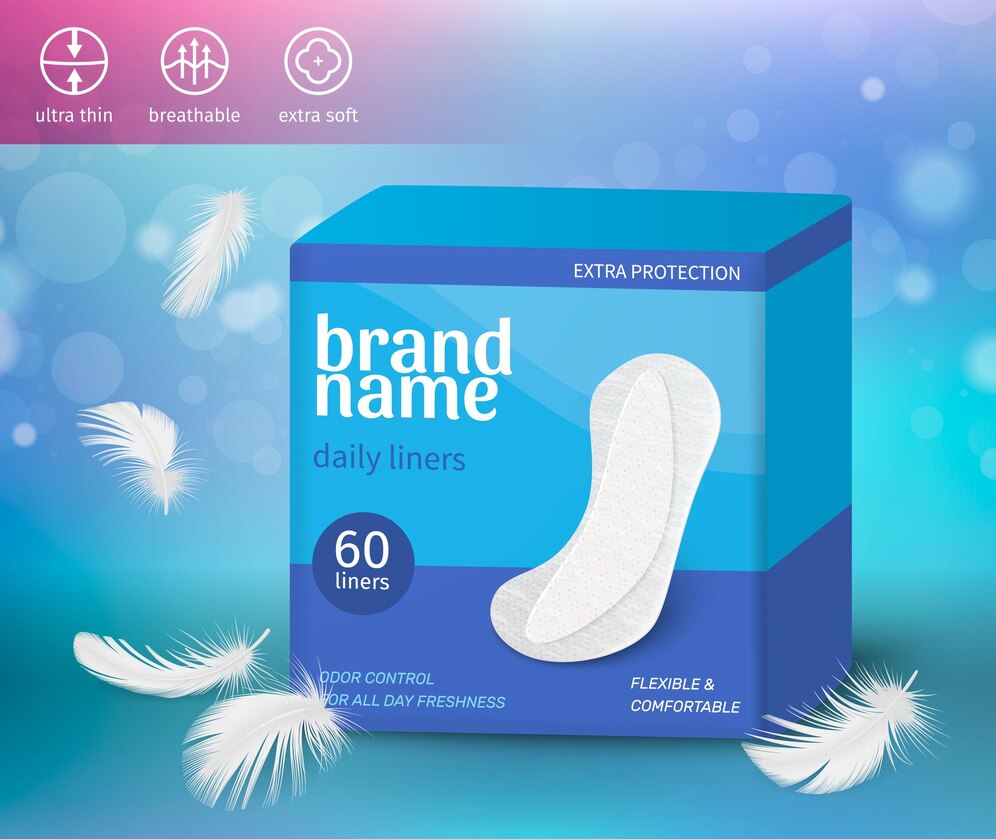 ultra thin
breathable
extra soft
EXTRA PROTECTION
brand
name
daily liners
60
liners
ODOR CONTROL
FOR ALL DAY FRESHNESS
FLEXIBLE &
COMFORTABLE